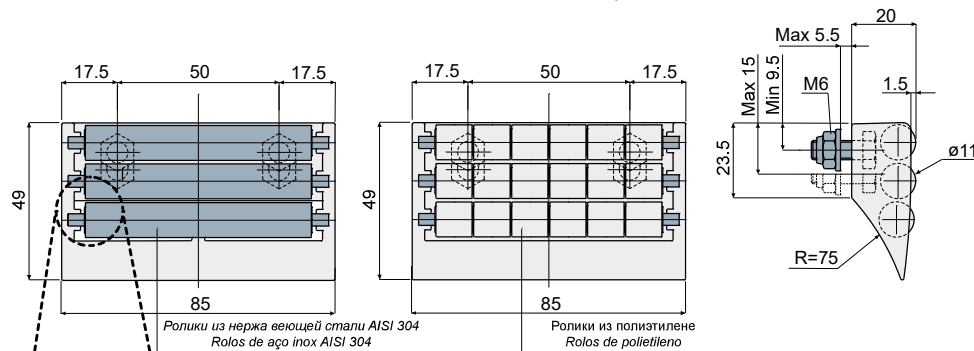 20
Max 5.5
17.5 50 17.5
17.5 50 17.5
Max 15
Min 9.5
M6
1.5
49
49
23.5
ø11
R=75
85
85
Ролики из нержа веющей стали AISI 304
Rolos de aço inox AISI 304
Ролики из полиэтилене
Rolos de polietileno